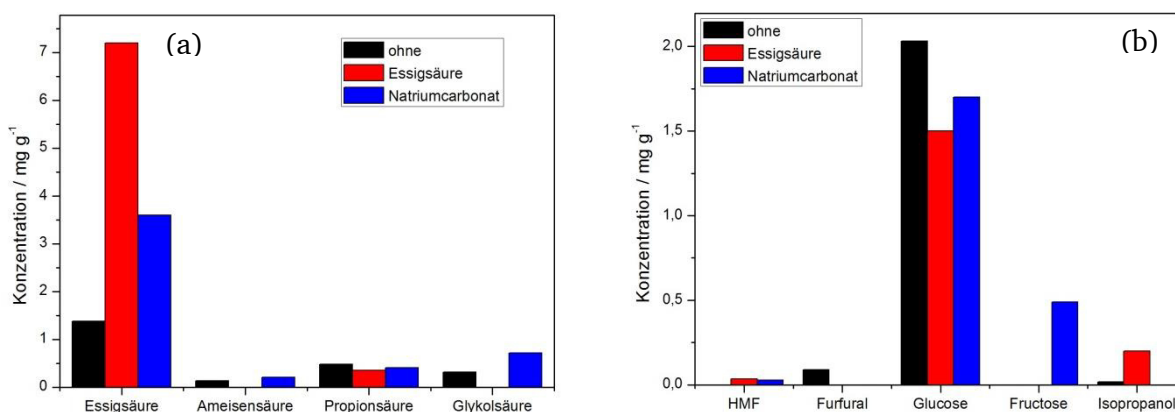 (a)
Konzentration / mg g⁻¹
7
6
5
4
3
2
1
0
ohne
Essigsäure
Natriumcarbonat
Essigsäure Ameisensäure Propionsäure Glykolsäure
(b)
Konzentration / mg g⁻¹
2,0
1,5
1,0
0,5
0,0
ohne
Essigsäure
Natriumcarbonat
HMF Furfural Glucose Fructose Isopropanol